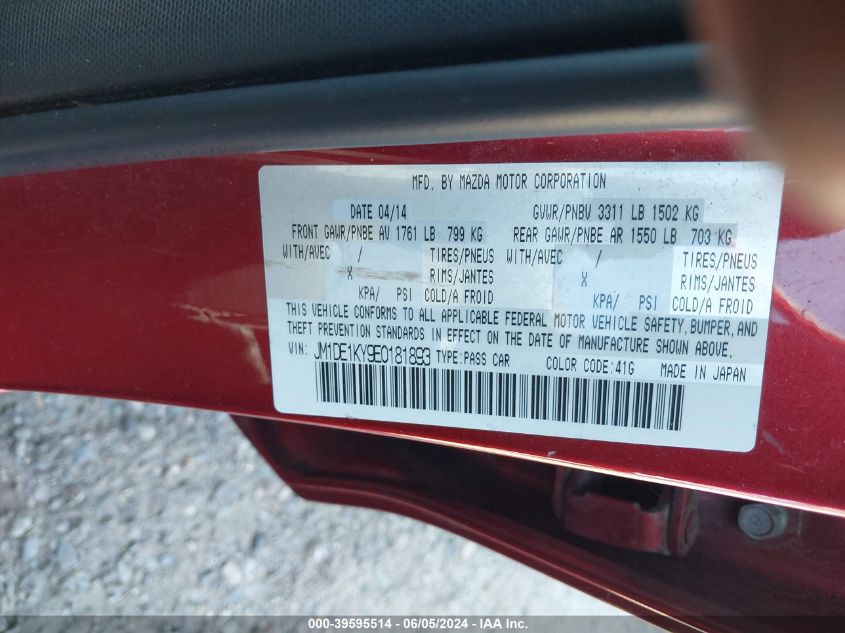 MFD. BY MAZDA MOTOR CORPORATION
DATE 04/14 GVWR/PNBV 3311 LB 1502 KG
FRONT GAWR/PNBE AV 1761 LB 799 KG REAR GAWR/PNBE AR 1550 LB 703 KG
WITH/AVEC / TIRES/PNEUS WITH/AVEC / TIRES/PNEUS
X RIMS/JANTES X RIMS/JANTES
KPA/ PSI COLD/A FROID KPA/ PSI COLD/A FROID
THIS VEHICLE CONFORMS TO ALL APPLICABLE FEDERAL MOTOR VEHICLE SAFETY, BUMPER, AND
THEFT PREVENTION STANDARDS IN EFFECT ON THE DATE OF MANUFACTURE SHOWN ABOVE.
VIN: JM1DE1KY9E0181893 TYPE:PASS CAR COLOR CODE:41G MADE IN JAPAN
000-39595514 - 06/05/2024 - IAA Inc.